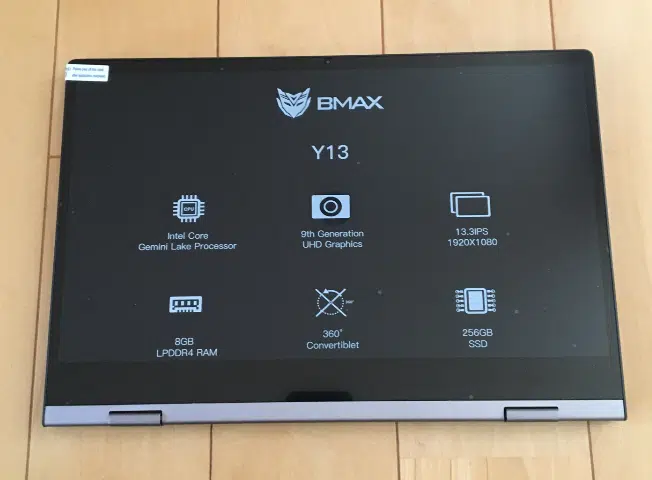 BMAX
Y13
CPU
Intel Core
Gemini Lake Processor
9th Generation
UHD Graphics
13.3IPS
1920X1080
8GB
LPDDR4 RAM
360°
360°
Convertiblet
256GB
SSD